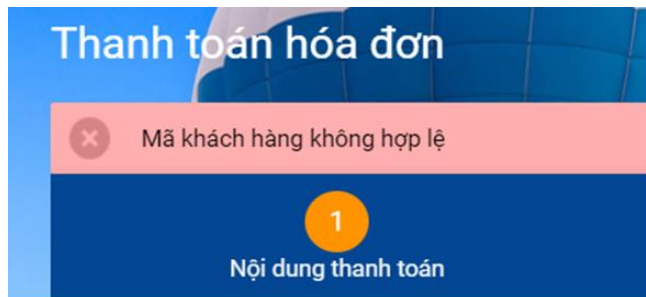 Thanh toán hóa đơn
Mã khách hàng không hợp lệ
1
Nội dung thanh toán